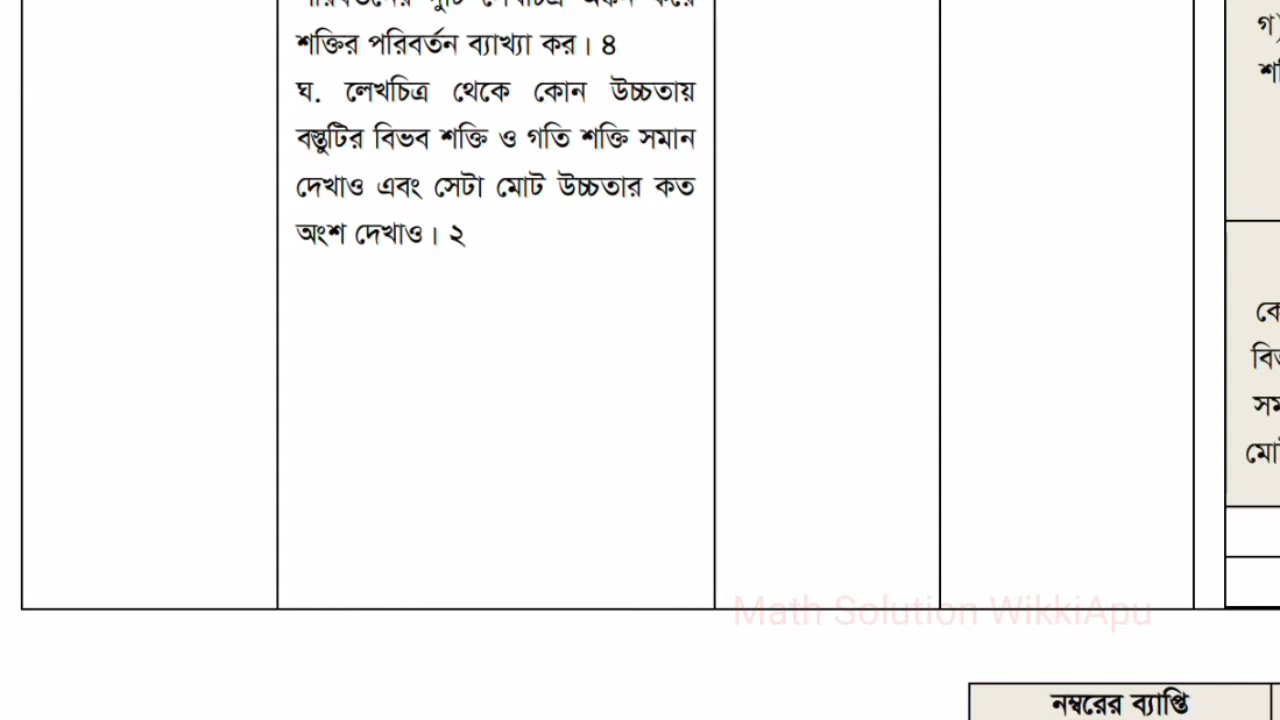 শক্তির পরিবর্তন ব্যাখ্যা কর। ৪
ঘ. লেখচিত্র থেকে কোন উচ্চতায়
বস্তুটির বিভব শক্তি ও গতি শক্তি সমান
দেখাও এবং সেটা মোট উচ্চতার কত
অংশ দেখাও। ২
গ)
Math Solution WikkiApu
নম্বরের ব্যাপ্তি